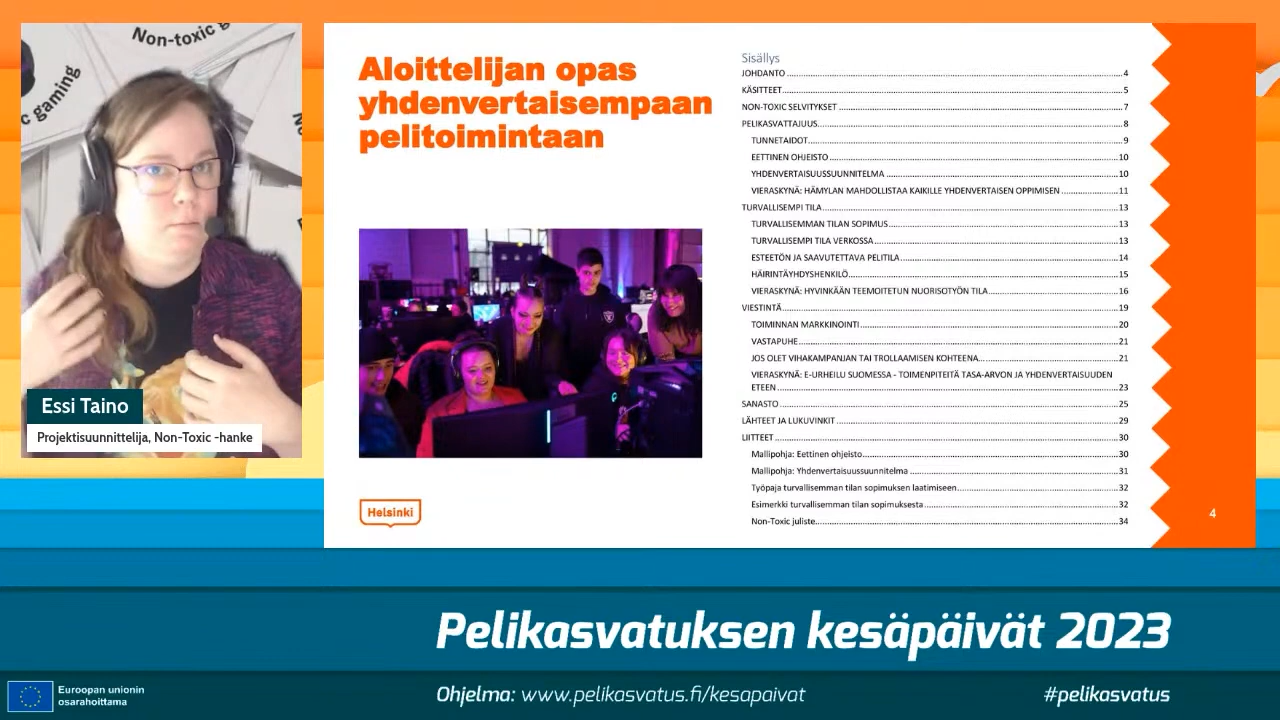 Non-toxic g
c gaming
Essi Taino
Projektisuunnittelija, Non-Toxic -hanke
Aloittelijan opas
yhdenvertaisempaan
pelitoimintaan
Helsinki
Sisällys
JOHDANTO 4
KÄSITTEET 5
NON-TOXIC SELVITYKSET 7
PELIKASVATTAJUUS 8
TUNNETAIDOT 9
EETTINEN OHJEISTO 10
YHDENVERTAISUUSSUUNNITELMA 10
VIERASKYNÄ: HÄMYLAN MAHDOLLISTAA KAIKILLE YHDENVERTAISEN OPPIMISEN 11
TURVALLISEMPI TILA 13
TURVALLISEMMAN TILAN SOPIMUS 13
TURVALLISEMPI TILA VERKOSSA 13
ESTEETÖN JA SAAVUTETTAVA PELITILA 14
HÄIRINTÄYHDYSHENKILÖ 15
VIERASKYNÄ: HYVINKÄÄN TEEMOITETUN NUORISOTYÖN TILA 16
VIESTINTÄ 19
TOIMINNAN MARKKINOINTI 20
VASTAPUHE 21
JOS OLET VIHAKAMPANJAN TAI TROLLAAMISEN KOHTEENA 21
VIERASKYNÄ: E-URHEILU SUOMESSA - TOIMENPITEITÄ TASA-ARVON JA YHDENVERTAISUUDEN
ETEEN 23
SANASTO 25
LÄHTEET JA LUKUVINKIT 29
LIITTEET 30
Mallipohja: Eettinen ohjeisto 30
Mallipohja: Yhdenvertaisuussuunnitelma 31
Työpaja turvallisemman tilan sopimuksen laatimiseen 32
Esimerkki turvallisemman tilan sopimuksesta 32
Non-Toxic juliste 34
4
Pelikasvatuksen kesäpäivät 2023
Euroopan unionin
osarahoittama
Ohjelma: www.pelikasvatus.fi/kesapaivat
#pelikasvatus